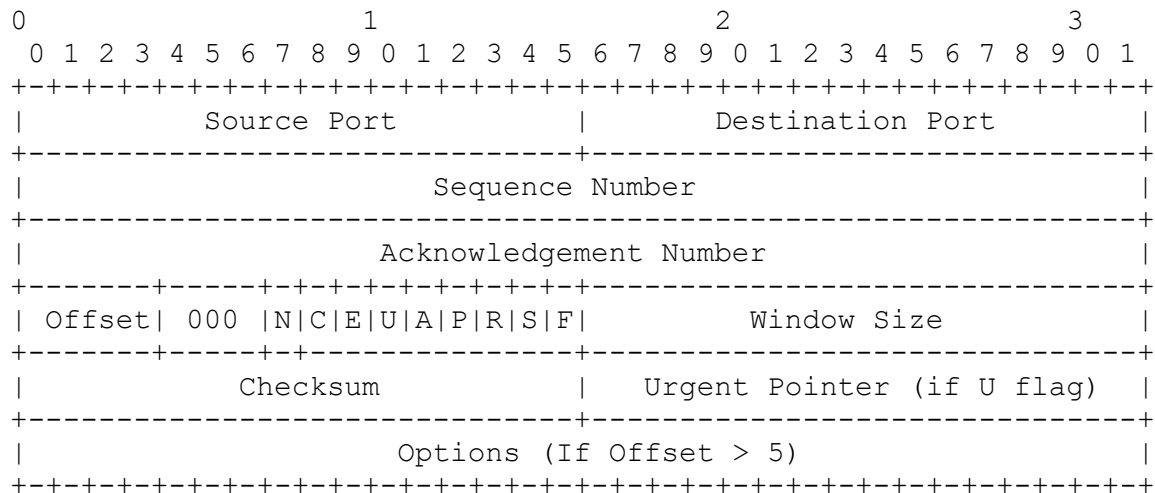 0                   1                   2                   3
 0 1 2 3 4 5 6 7 8 9 0 1 2 3 4 5 6 7 8 9 0 1 2 3 4 5 6 7 8 9 0 1
+-+-+-+-+-+-+-+-+-+-+-+-+-+-+-+-+-+-+-+-+-+-+-+-+-+-+-+-+-+-+-+-+
|          Source Port          |       Destination Port        |
+-------------------------------+-------------------------------+
|                       Sequence Number                         |
+---------------------------------------------------------------+
|                    Acknowledgement Number                     |
+-------+-----+-+-+-+-+-+-+-+-+-+-------------------------------+
| Offset| 000 |N|C|E|U|A|P|R|S|F|         Window Size           |
+-------+-----+-+---------------+-------------------------------+
|            Checksum           |   Urgent Pointer (if U flag)  |
+-------------------------------+-------------------------------+
|                     Options (If Offset > 5)                   |
+-+-+-+-+-+-+-+-+-+-+-+-+-+-+-+-+-+-+-+-+-+-+-+-+-+-+-+-+-+-+-+-+